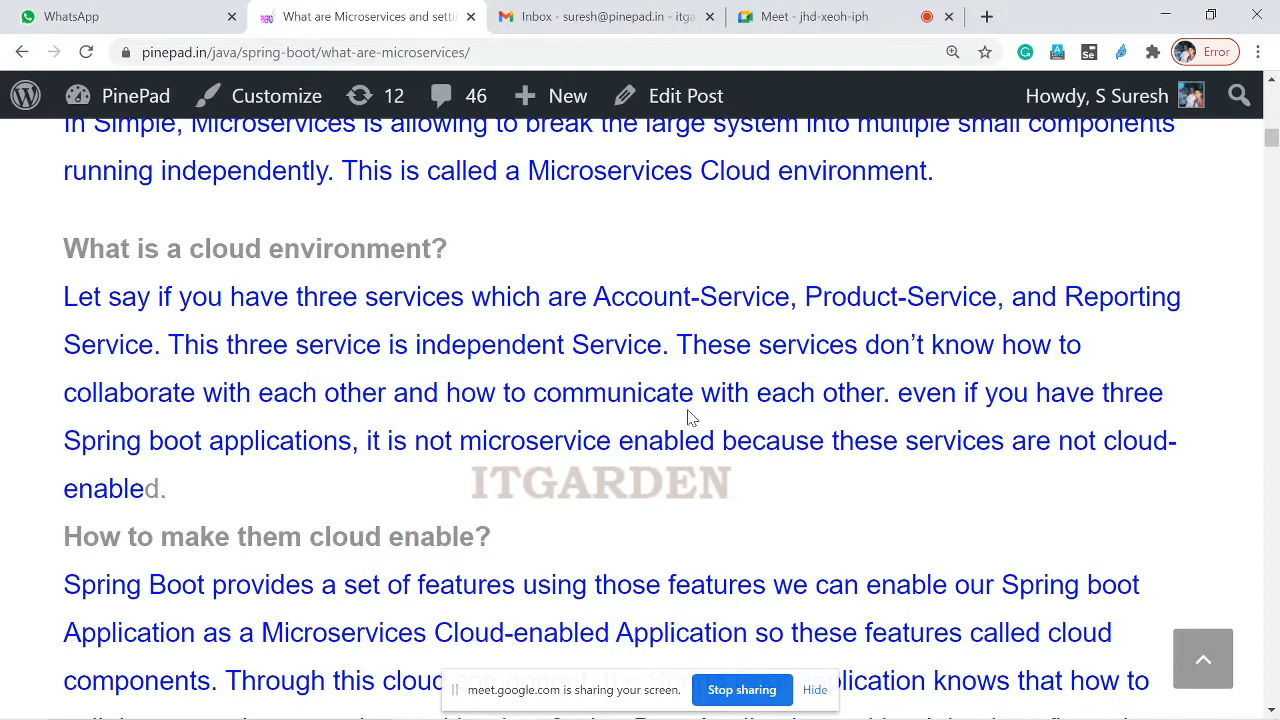 WhatsApp
What are Microservices and settin
Inbox - suresh@pinepad.in - itga
Meet - jhd-xeoh-iph
pinepad.in/java/spring-boot/what-are-microservices/
Error
PinePad
Customize
12
46
New
Edit Post
Howdy, S Suresh
In Simple, Microservices is allowing to break the large system into multiple small components
running independently. This is called a Microservices Cloud environment.
What is a cloud environment?
Let say if you have three services which are Account-Service, Product-Service, and Reporting
Service. This three service is independent Service. These services don’t know how to
collaborate with each other and how to communicate with each other. even if you have three
Spring boot applications, it is not microservice enabled because these services are not cloud-
enabled.
ITGARDEN
How to make them cloud enable?
Spring Boot provides a set of features using those features we can enable our Spring boot
Application as a Microservices Cloud-enabled Application so these features called cloud
components. Through this cloud plication knows that how to
meet.google.com is sharing your screen.
Stop sharing
Hide